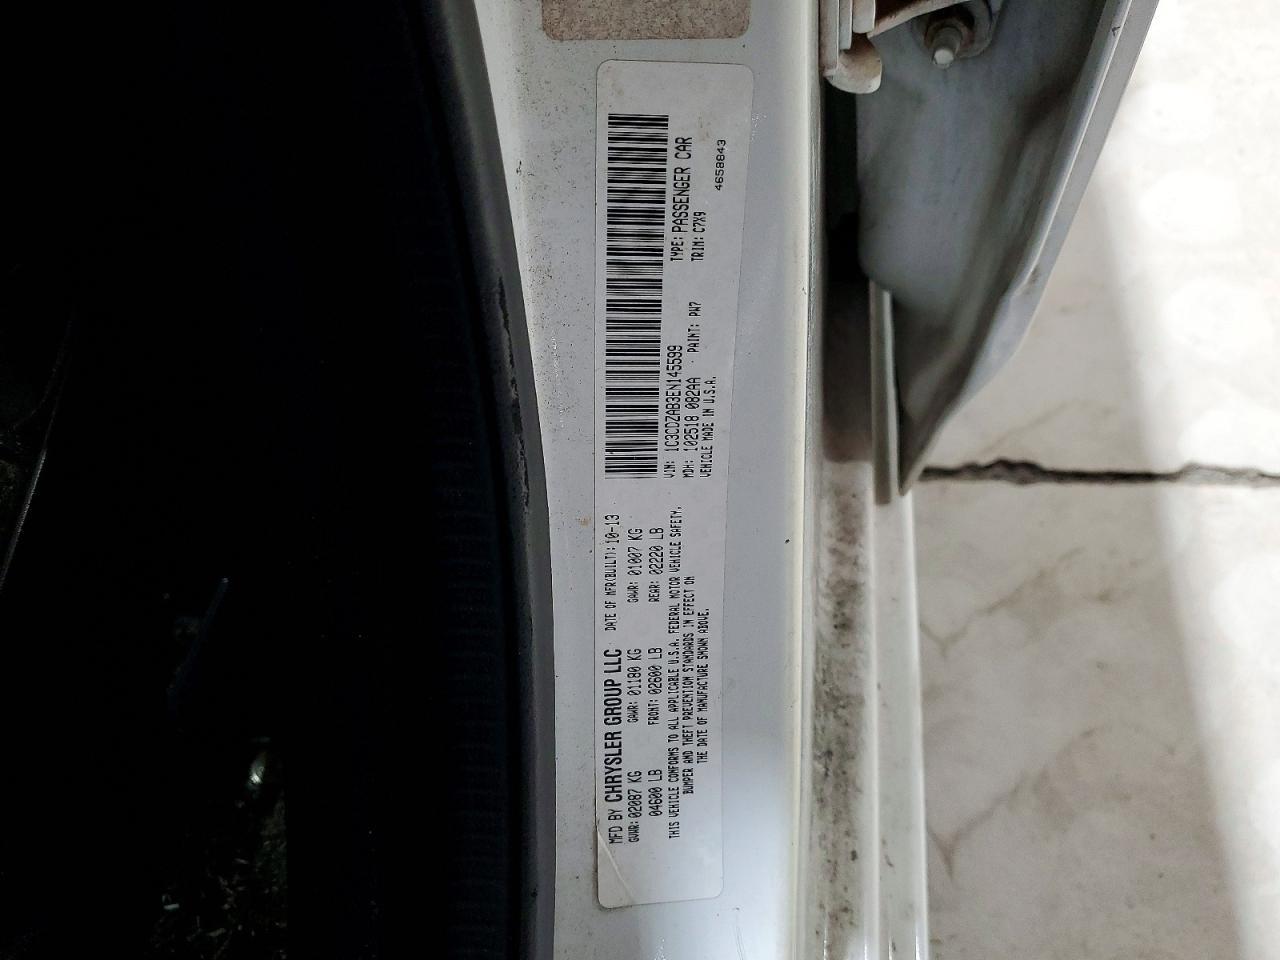 MFD BY CHRYSLER GROUP LLC DATE OF MFR(BUILT): 10-13
GVWR: 02087 KG GAWR: 01180 KG GAWR: 01007 KG
04600 LB FRONT: 02600 LB REAR: 02220 LB
THIS VEHICLE CONFORMS TO ALL APPLICABLE U.S.A. FEDERAL MOTOR VEHICLE SAFETY,
BUMPER AND THEFT PREVENTION STANDARDS IN EFFECT ON
THE DATE OF MANUFACTURE SHOWN ABOVE.
VIN: 1C3CDZAB3EN145599 TYPE: PASSENGER CAR
MDH: 102518 082AA PAINT: PW7 TRIM: C7X9
VEHICLE MADE IN U.S.A. 4658843